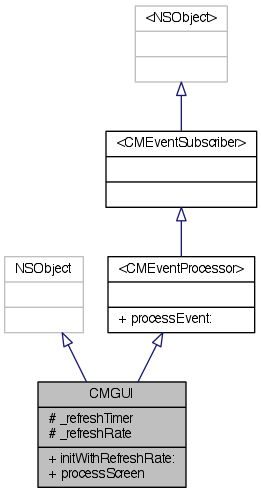 <NSObject>
<CMEventSubscriber>
NSObject
<CMEventProcessor>
+ processEvent:
CMGUI
# _refreshTimer
# _refreshRate
+ initWithRefreshRate:
+ processScreen